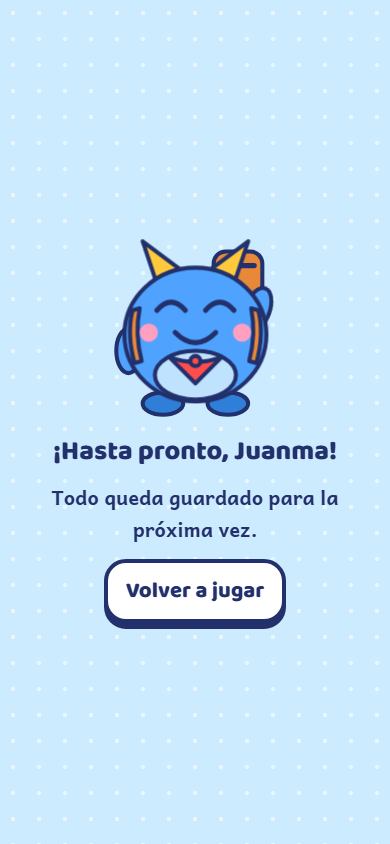 ¡Hasta pronto, Juanma!
Todo queda guardado para la
próxima vez.
Volver a jugar